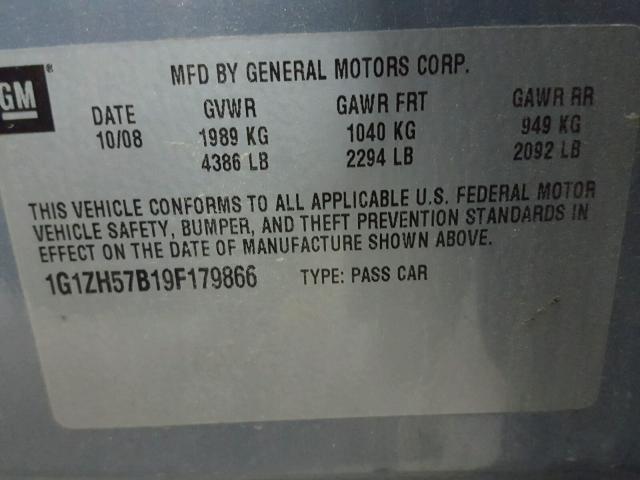 GM®
MFD BY GENERAL MOTORS CORP.
DATE GVWR GAWR FRT GAWR RR
10/08 1989 KG 1040 KG 949 KG
4386 LB 2294 LB 2092 LB
THIS VEHICLE CONFORMS TO ALL APPLICABLE U.S. FEDERAL MOTOR
VEHICLE SAFETY, BUMPER, AND THEFT PREVENTION STANDARDS IN
EFFECT ON THE DATE OF MANUFACTURE SHOWN ABOVE.
1G1ZH57B19F179866 TYPE: PASS CAR